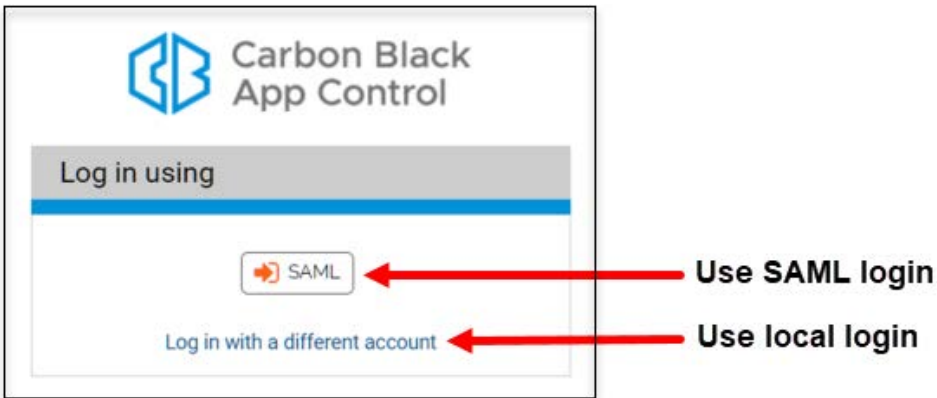 Carbon Black
App Control
Log in using
SAML
Use SAML login
Log in with a different account
Use local login